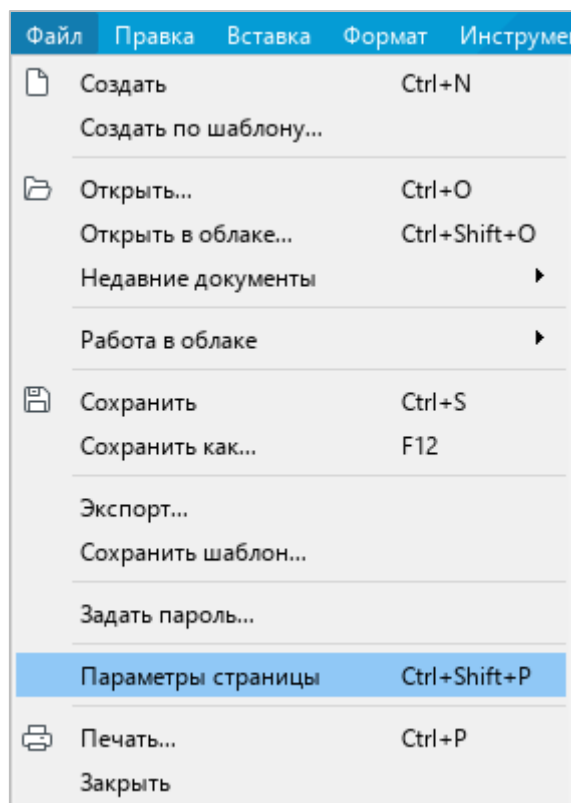 Файл Правка Вставка Формат
Создать Ctrl+N
Создать по шаблону...
Открыть... Ctrl+O
Открыть в облаке... Ctrl+Shift+O
Недавние документы
Работа в облаке
Сохранить Ctrl+S
Сохранить как... F12
Экспорт...
Сохранить шаблон...
Задать пароль...
Параметры страницы Ctrl+Shift+P
Печать... Ctrl+P
Закрыть